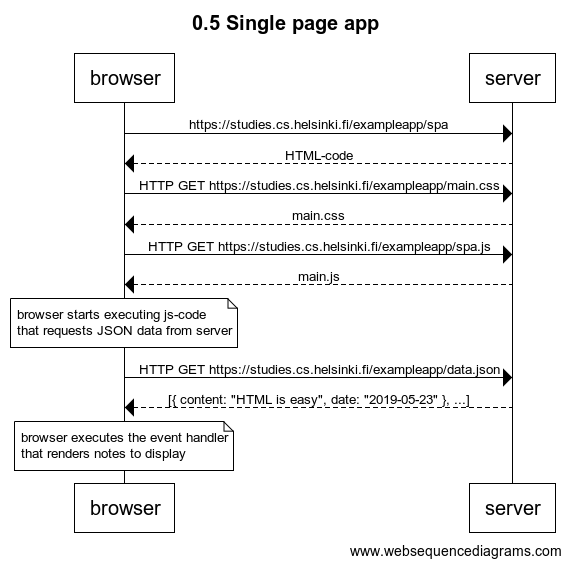 0.5 Single page app
browser
server
https://studies.cs.helsinki.fi/exampleapp/spa
HTML-code
HTTP GET https://studies.cs.helsinki.fi/exampleapp/main.css
main.css
HTTP GET https://studies.cs.helsinki.fi/exampleapp/spa.js
main.js
browser starts executing js-code
that requests JSON data from server
HTTP GET https://studies.cs.helsinki.fi/exampleapp/data.json
[{ content: "HTML is easy", date: "2019-05-23" }, ...]
browser executes the event handler
that renders notes to display
browser
server
www.websequencediagrams.com